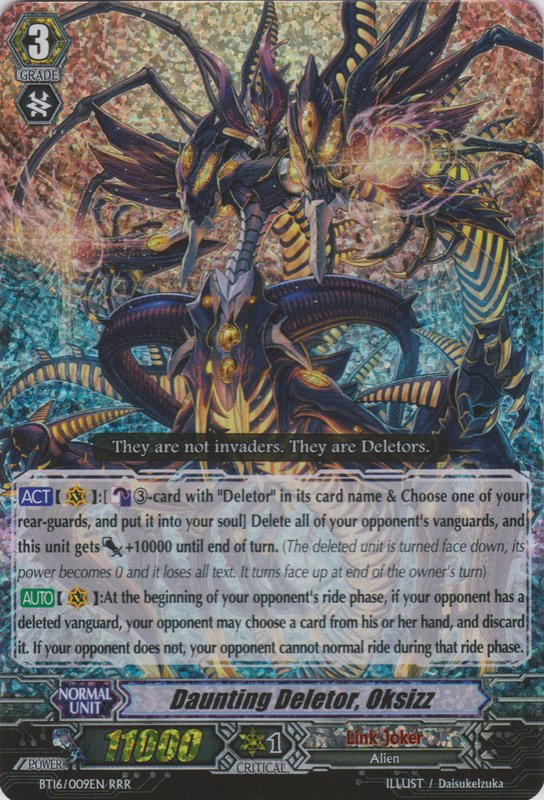 3
GRADE
They are not invaders. They are Deletors.
ACT【 】:[ ③-card with "Deletor" in its card name & Choose one of your
rear-guards, and put it into your soul] Delete all of your opponent's vanguards, and
this unit gets +10000 until end of turn. (The deleted unit is turned face down, its
power becomes 0 and it loses all text. It turns face up at end of the owner's turn)
AUTO【 】:At the beginning of your opponent's ride phase, if your opponent has a
deleted vanguard, your opponent may choose a card from his or her hand, and discard
it. If your opponent does not, your opponent cannot normal ride during that ride phase.
NORMAL
UNIT
Daunting Deletor, Oksizz
POWER
11000
1
CRITICAL
Link Joker
Alien
BT16/009EN RRR
ILLUST / DaisukeIzuka